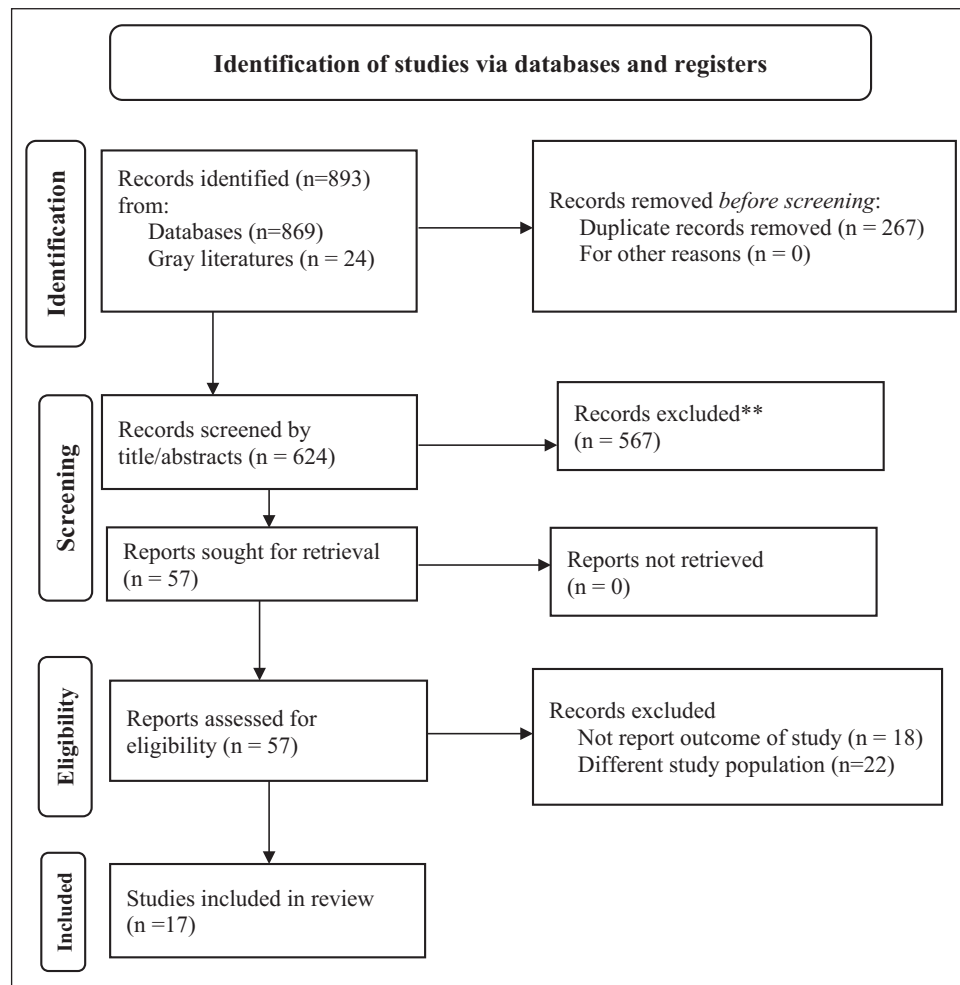 Identification of studies via databases and registers
Identification
Records identified (n=893)
from:
Databases (n=869)
Gray literatures (n = 24)
Records removed before screening:
Duplicate records removed (n = 267)
For other reasons (n = 0)
Screening
Records screened by
title/abstracts (n = 624)
Records excluded**
(n = 567)
Reports sought for retrieval
(n = 57)
Reports not retrieved
(n = 0)
Eligibility
Reports assessed for
eligibility (n = 57)
Records excluded
Not report outcome of study (n = 18)
Different study population (n=22)
Included
Studies included in review
(n =17)